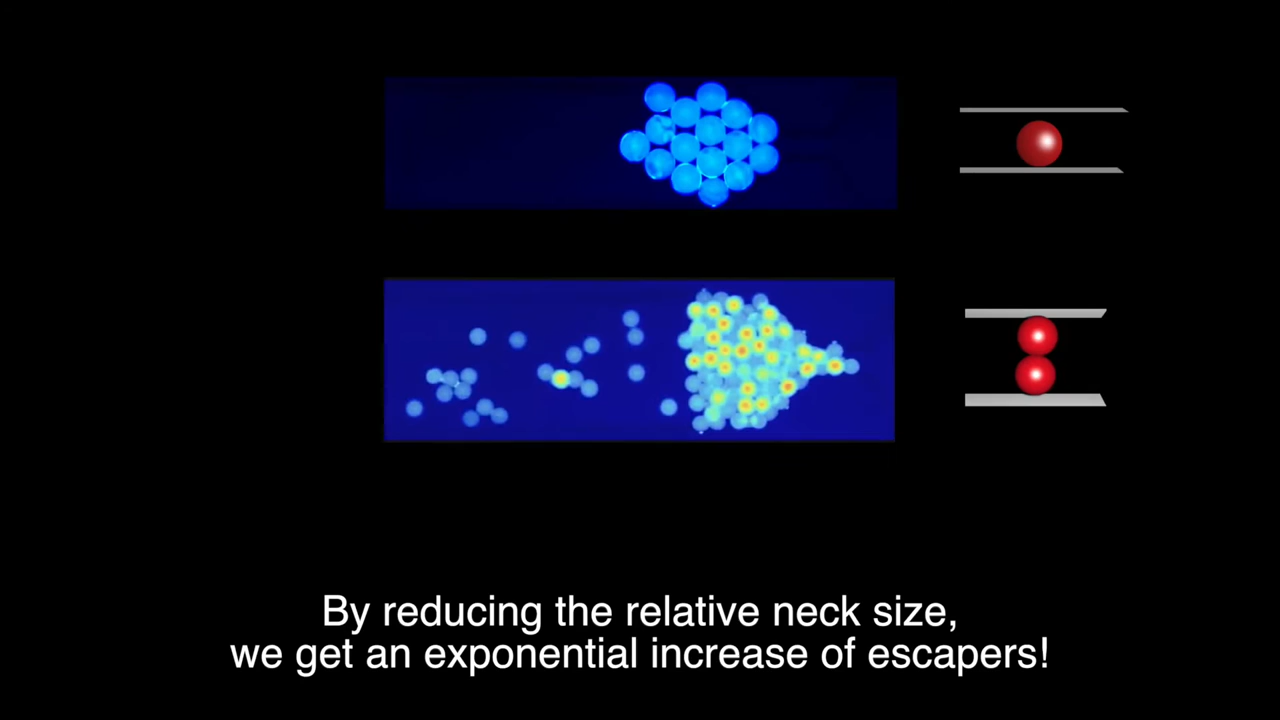 By reducing the relative neck size,
we get an exponential increase of escapers!